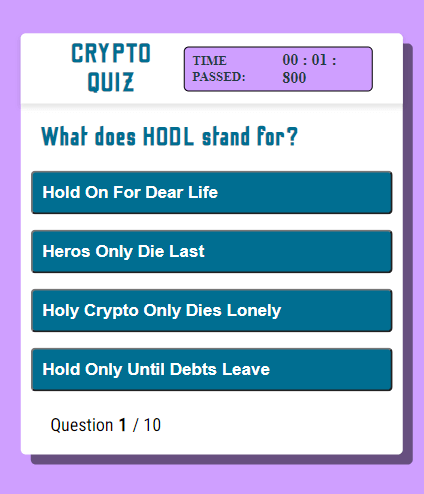 CRYPTO
QUIZ
TIME
PASSED:
00 : 01 :
800
What does HODL stand for?
Hold On For Dear Life
Heros Only Die Last
Holy Crypto Only Dies Lonely
Hold Only Until Debts Leave
Question 1 / 10